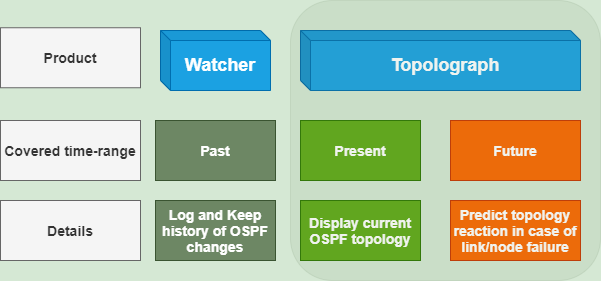 Product
Watcher
Topolograph
Covered time-range
Past
Present
Future
Details
Log and Keep
history of OSPF
changes
Display current
OSPF topology
Predict topology
reaction in case of
link/node failure